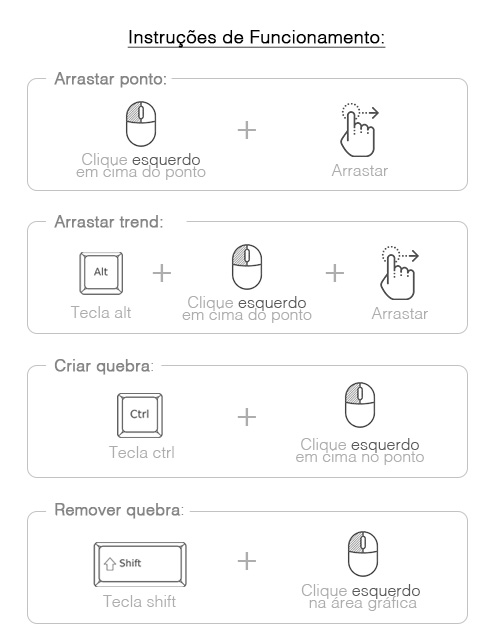 Instruções de Funcionamento:
Arrastar ponto:
Clique esquerdo
em cima do ponto
Arrastar
Arrastar trend:
Alt
Tecla alt
Clique esquerdo
em cima do ponto
Arrastar
Criar quebra:
Ctrl
Tecla ctrl
Clique esquerdo
em cima no ponto
Remover quebra:
Shift
Tecla shift
Clique esquerdo
na área gráfica